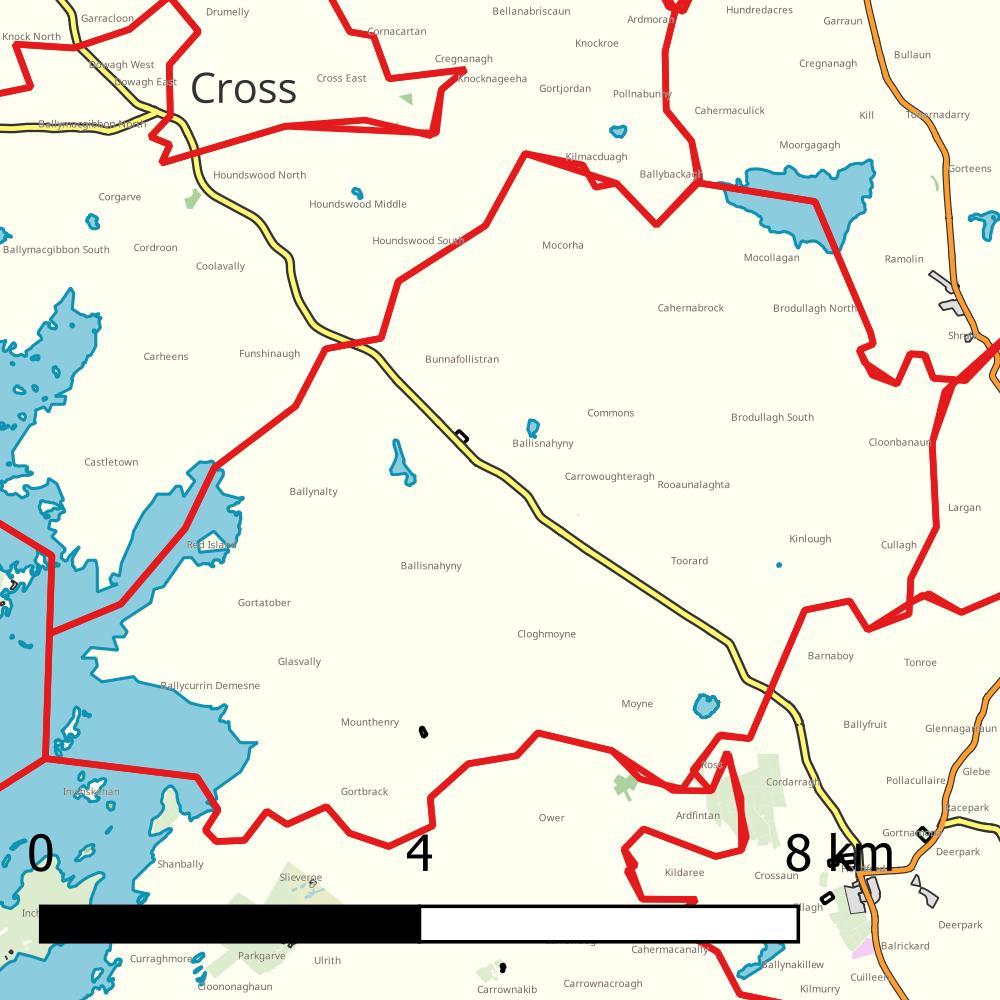 Garracloon
Drumelly
Bellanabriscaun
Ardmoran
Hundredacres
Garraun
Knock North
Cornacartan
Knockroe
Bullaun
Dowagh West
Cregnanagh
Cregnanagh
Dowagh East
Cross East
Knocknageeha
Cross
Gortjordan
Pollnabunny
Ballymacgibbon North
Cahermaculick
Kill
Tobernadarry
Moorgagagh
Kilmacduagh
Ballybackagh
Gorteens
Houndswood North
Corgarve
Houndswood Middle
Houndswood South
Mocorha
Ballymacgibbon South
Cordroon
Coolavally
Mocollagan
Ramolin
Cahernabrock
Brodullagh North
Shrule
Carheens
Funshinaugh
Bunnafollistran
Commons
Brodullagh South
Ballisnahyny
Cloonbanaun
Castletown
Carrowoughteragh
Rooaunalaghta
Ballynalty
Largan
Red Island
Kinlough
Cullagh
Ballisnahyny
Toorard
Gortatober
Cloghmoyne
Glasvally
Barnaboy
Tonroe
Ballycurrin Demesne
Moyne
Mounthenry
Ballyfruit
Glennagarraun
Ross
Glebe
Cordarragh
Pollacullaire
Inishskehan
Gortbrack
Racepark
Ower
Ardfintan
Deerpark
0
4
8 km
Shanbally
Slieveroe
Kildaree
Crossaun
Deerpark
Balrickard
Cahermacanally
Curraghmore
Parkgarve
Ulrith
Ballynakillew
Cuilleen
Cloononaghaun
Carrownakib
Carrownacroagh
Kilmurry